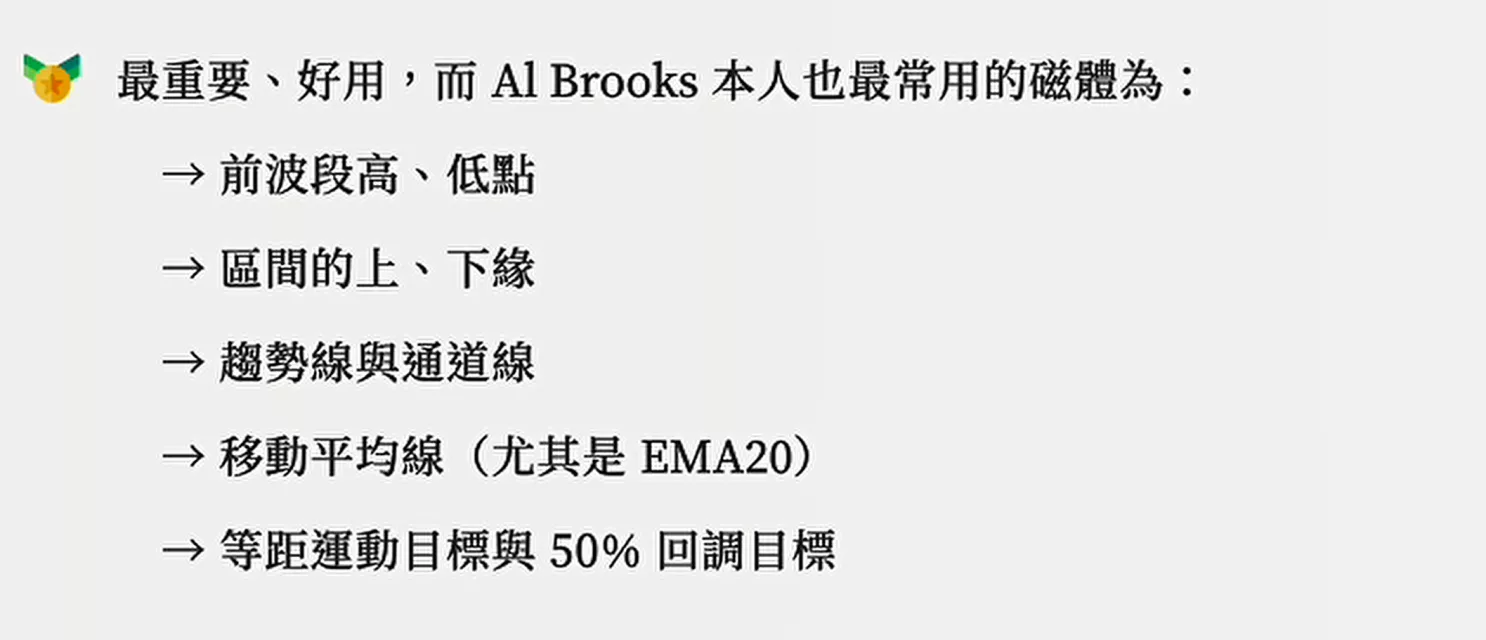 最重要、好用，而 Al Brooks 本人也最常用的磁體為：
→ 前波段高、低點
→ 區間的上、下緣
→ 趨勢線與通道線
→ 移動平均線（尤其是 EMA20）
→ 等距運動目標與 50% 回調目標